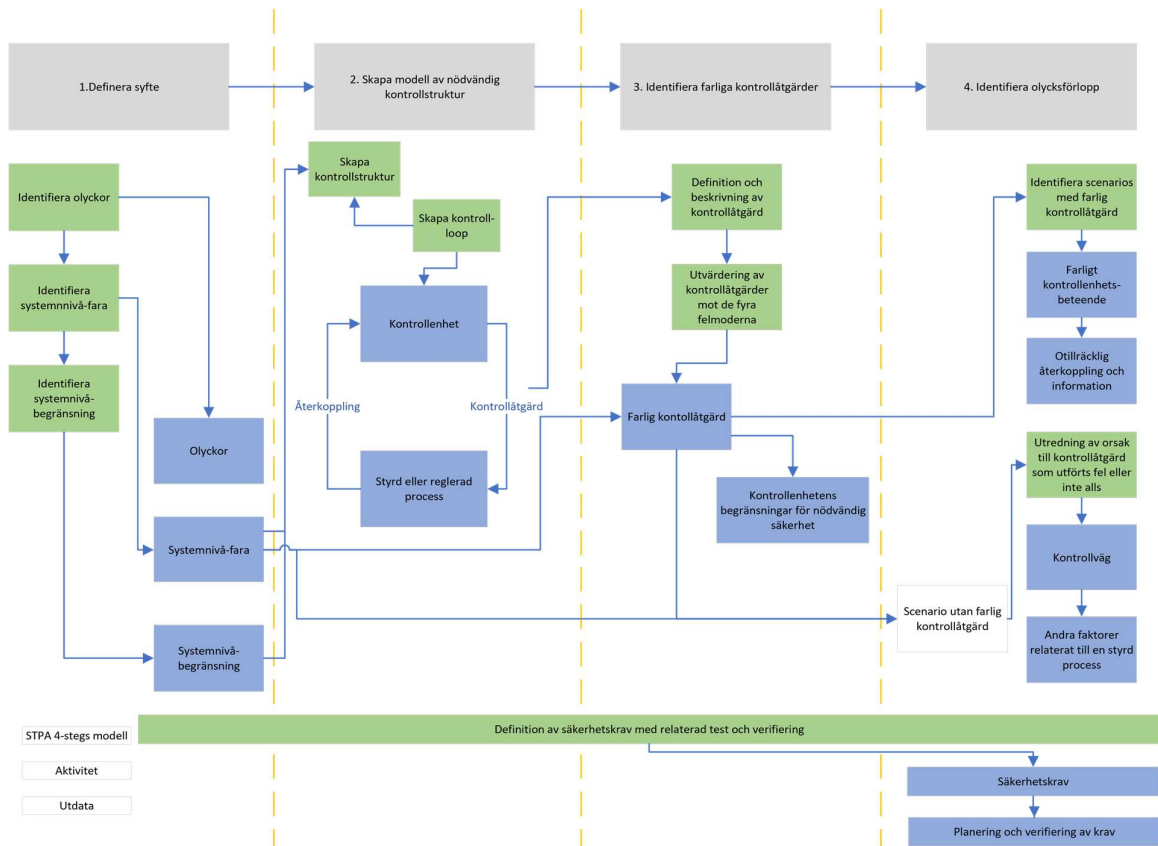 1.Definera syfte
2. Skapa modell av nödvändig
kontrollstruktur
3. Identifiera farliga kontrollåtgärder
4. Identifiera olycksförlopp
Identifiera olyckor
Identifiera
systemnnivå-fara
Identifiera
systemnivå-
begränsning
Olyckor
Systemnivå-fara
Systemnivå-
begränsning
Skapa
kontrollstruktur
Skapa kontroll-
loop
Kontrollenhet
Återkoppling
Kontrollåtgärd
Styrd eller reglerad
process
Definition och
beskrivning av
kontrollåtgärd
Utvärdering av
kontrollåtgärder
mot de fyra
felmoderna
Farlig kontollåtgärd
Kontrollenhetens
begränsningar för nödvändig
säkerhet
Identifiera scenarios
med farlig
kontrollåtgärd
Farligt
kontrollenhets-
beteende
Otillräcklig
återkoppling och
information
Utredning av orsak
till kontrollåtgärd
som utförts fel eller
inte alls
Kontrollväg
Scenario utan farlig
kontrollåtgärd
Andra faktorer
relaterat till en styrd
process
STPA 4-stegs modell
Aktivitet
Utdata
Definition av säkerhetskrav med relaterad test och verifiering
Säkerhetskrav
Planering och verifiering av krav